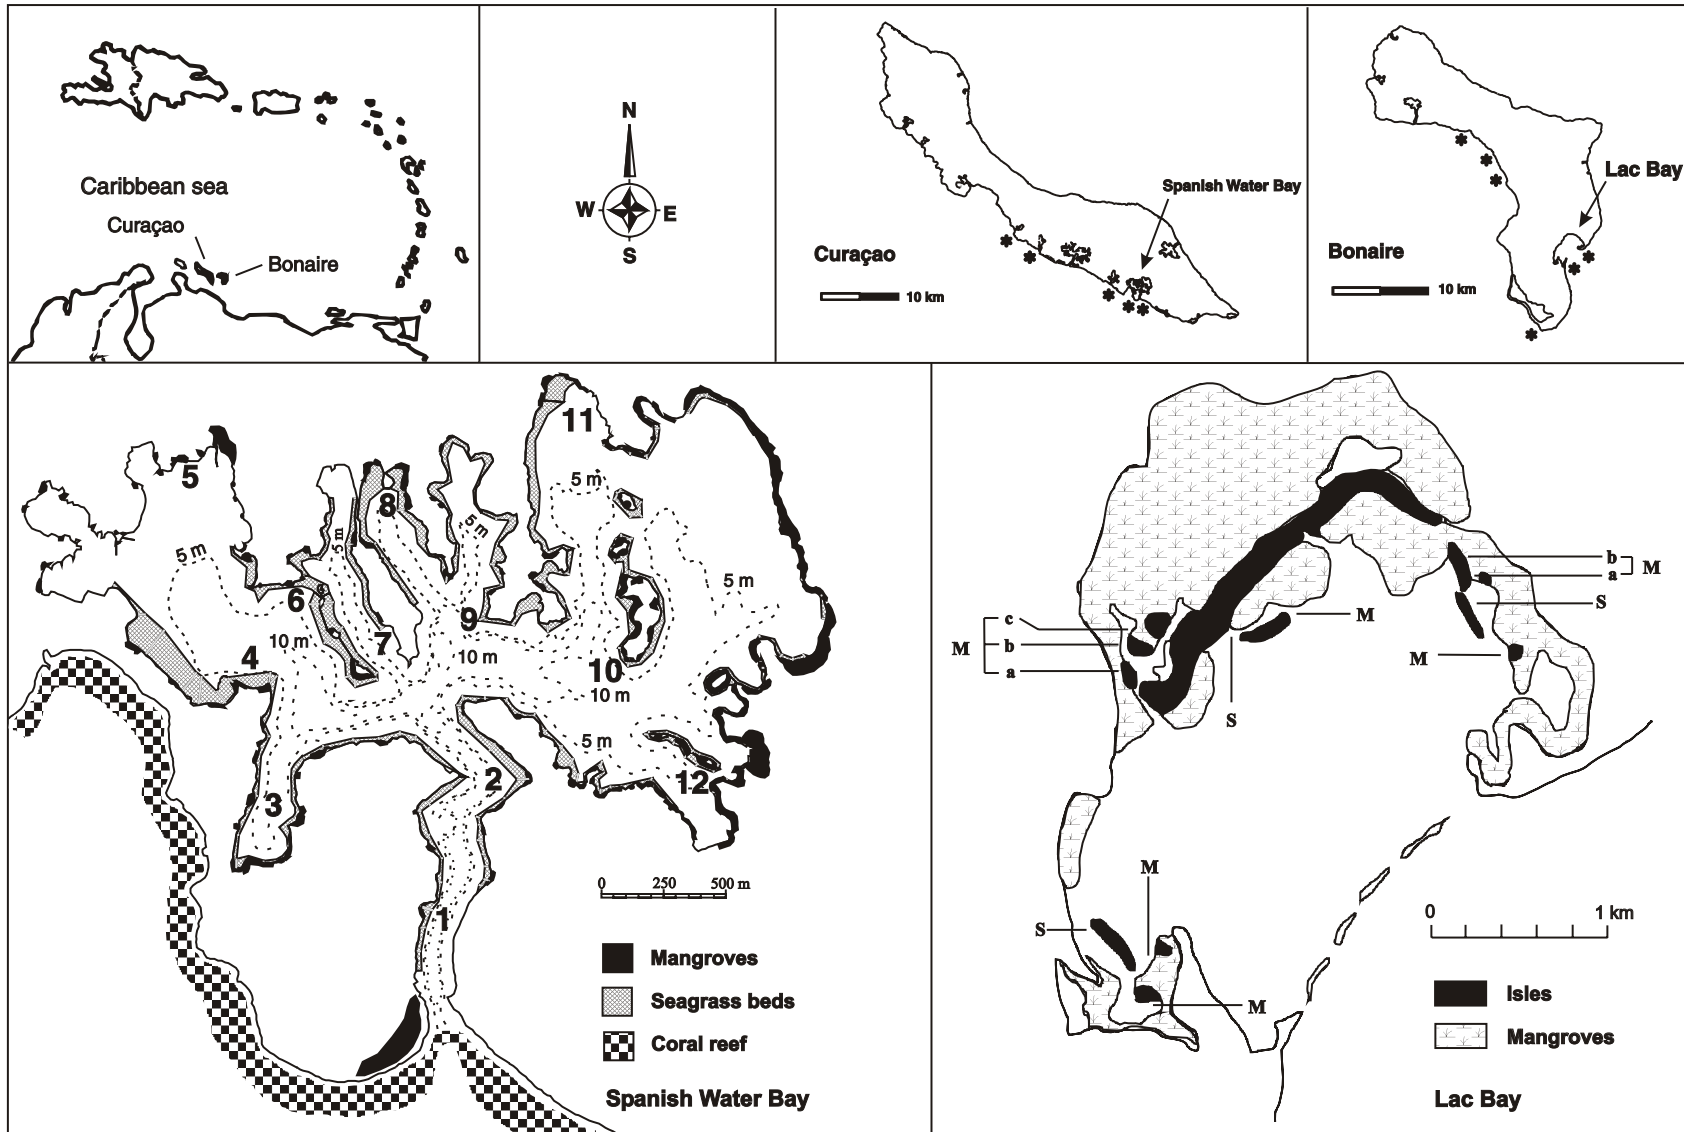 Caribbean sea
Curaçao
Bonaire
N
W
E
S
Spanish Water Bay
Curaçao
10 km
Lac Bay
Bonaire
10 km
11
5
8
5 m
5 m
5 m
5 m
5 m
6
9
7
10 m
10 m
4
10
10 m
5 m
2
12
3
0 250 500 m
1
Mangroves
Seagrass beds
Coral reef
Spanish Water Bay
b
a
M
S
M
c
b
a
M
M
S
M
S
M
0 1 km
Isles
Mangroves
Lac Bay